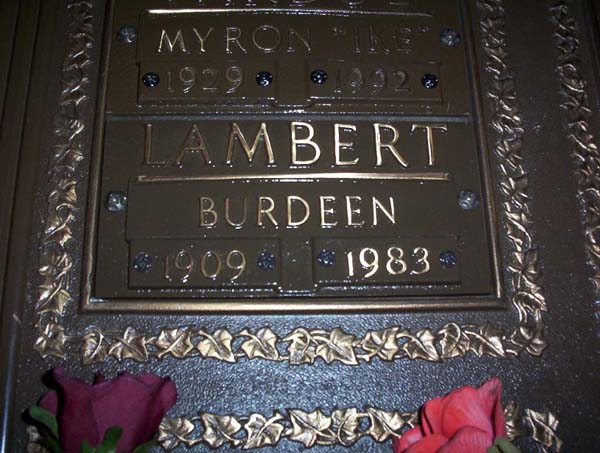 MYRON "IKE"
1929 1992
LAMBERT
BURDEEN
1909 1983